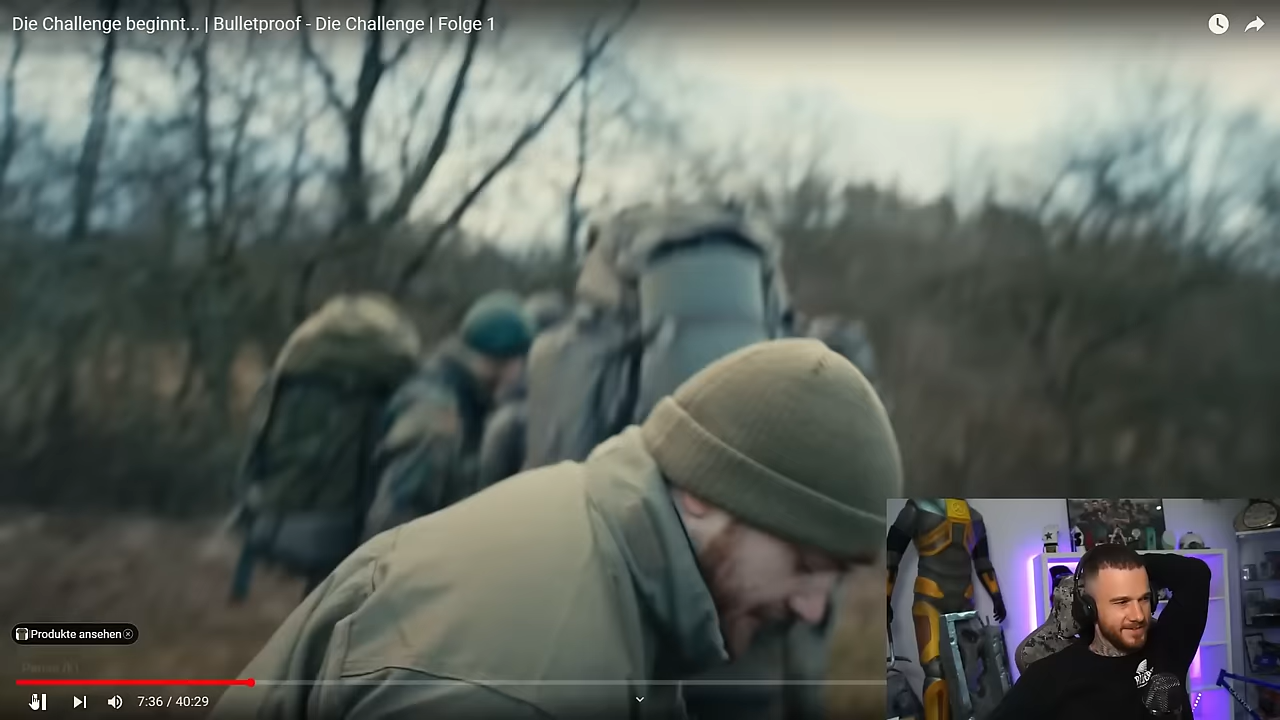 Die Challenge beginnt... | Bulletproof - Die Challenge | Folge 1
Produkte ansehen
7:36 / 40:29